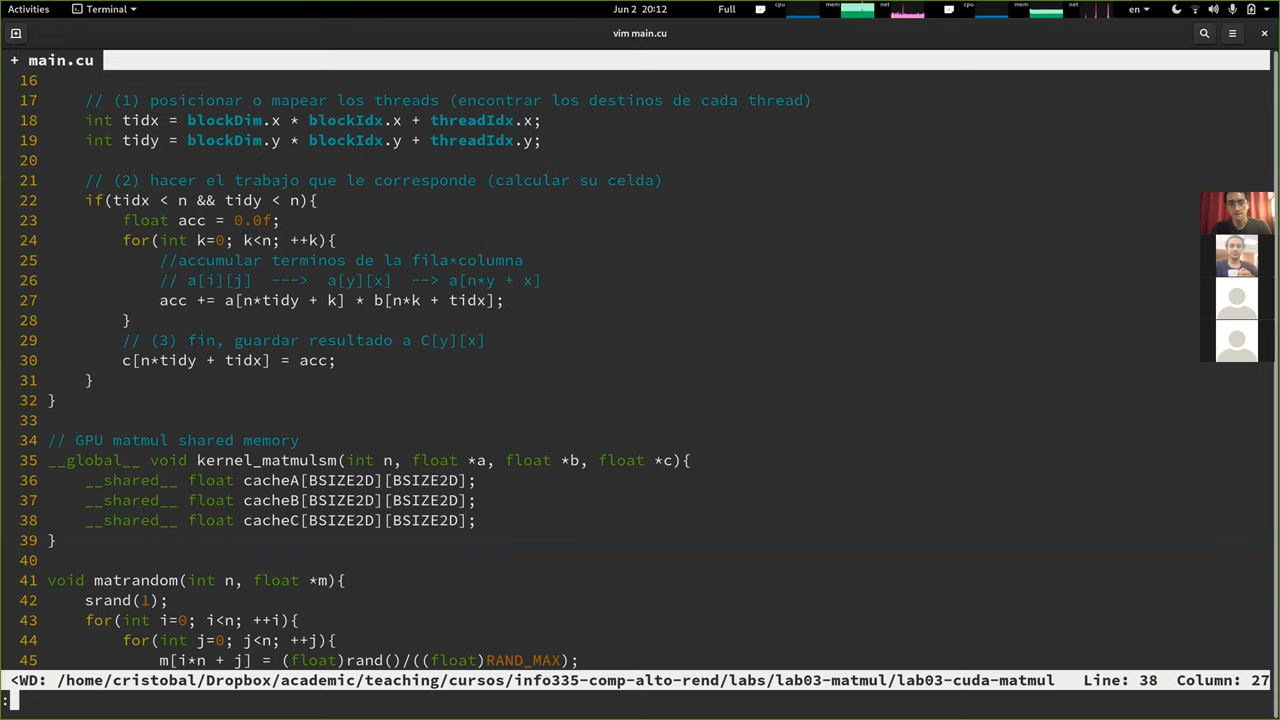 Activities Terminal Jun 2 20:12 Full cpu mem net cpu mem net en
vim main.cu
+ main.cu
16
17 // (1) posicionar o mapear los threads (encontrar los destinos de cada thread)
18 int tidx = blockDim.x * blockIdx.x + threadIdx.x;
19 int tidy = blockDim.y * blockIdx.y + threadIdx.y;
20
21 // (2) hacer el trabajo que le corresponde (calcular su celda)
22 if(tidx < n && tidy < n){
23 float acc = 0.0f;
24 for(int k=0; k<n; ++k){
25 //accumular terminos de la fila*columna
26 // a[i][j] ---> a[y][x] --> a[n*y + x]
27 acc += a[n*tidy + k] * b[n*k + tidx];
28 }
29 // (3) fin, guardar resultado a C[y][x]
30 c[n*tidy + tidx] = acc;
31 }
32 }
33
34 // GPU matmul shared memory
35 __global__ void kernel_matmulsm(int n, float *a, float *b, float *c){
36 __shared__ float cacheA[BSIZE2D][BSIZE2D];
37 __shared__ float cacheB[BSIZE2D][BSIZE2D];
38 __shared__ float cacheC[BSIZE2D][BSIZE2D];
39 }
40
41 void matrandom(int n, float *m){
42 srand(1);
43 for(int i=0; i<n; ++i){
44 for(int j=0; j<n; ++j){
45 m[i*n + j] = (float)rand()/((float)RAND_MAX);
<WD: /home/cristobal/Dropbox/academic/teaching/cursos/info335-comp-alto-rend/labs/lab03-matmul/lab03-cuda-matmul Line: 38 Column: 27
: